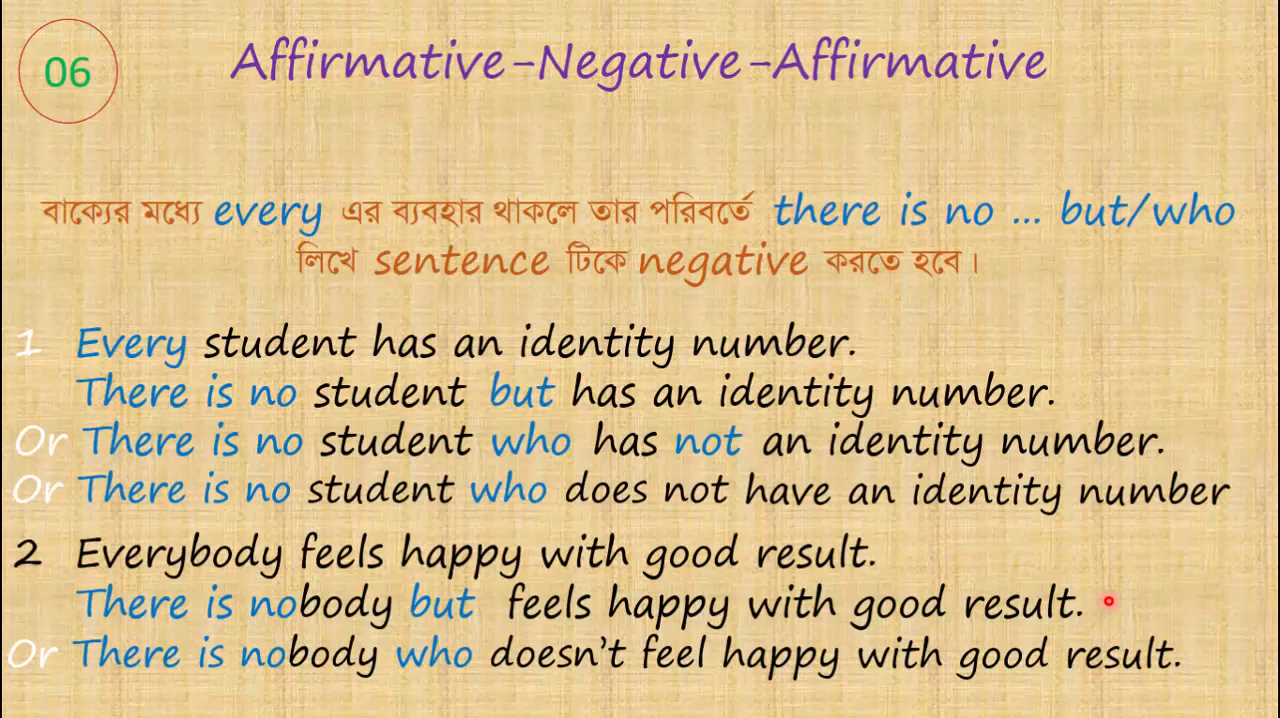 06
Affirmative-Negative-Affirmative
বাক্যের মধ্যে every এর ব্যবহার থাকলে তার পরিবর্তে there is no ... but/who
লিখে sentence টিকে negative করতে হবে।
1 Every student has an identity number.
There is no student but has an identity number.
Or There is no student who has not an identity number.
Or There is no student who does not have an identity number
2 Everybody feels happy with good result.
There is nobody but feels happy with good result.
Or There is nobody who doesn't feel happy with good result.